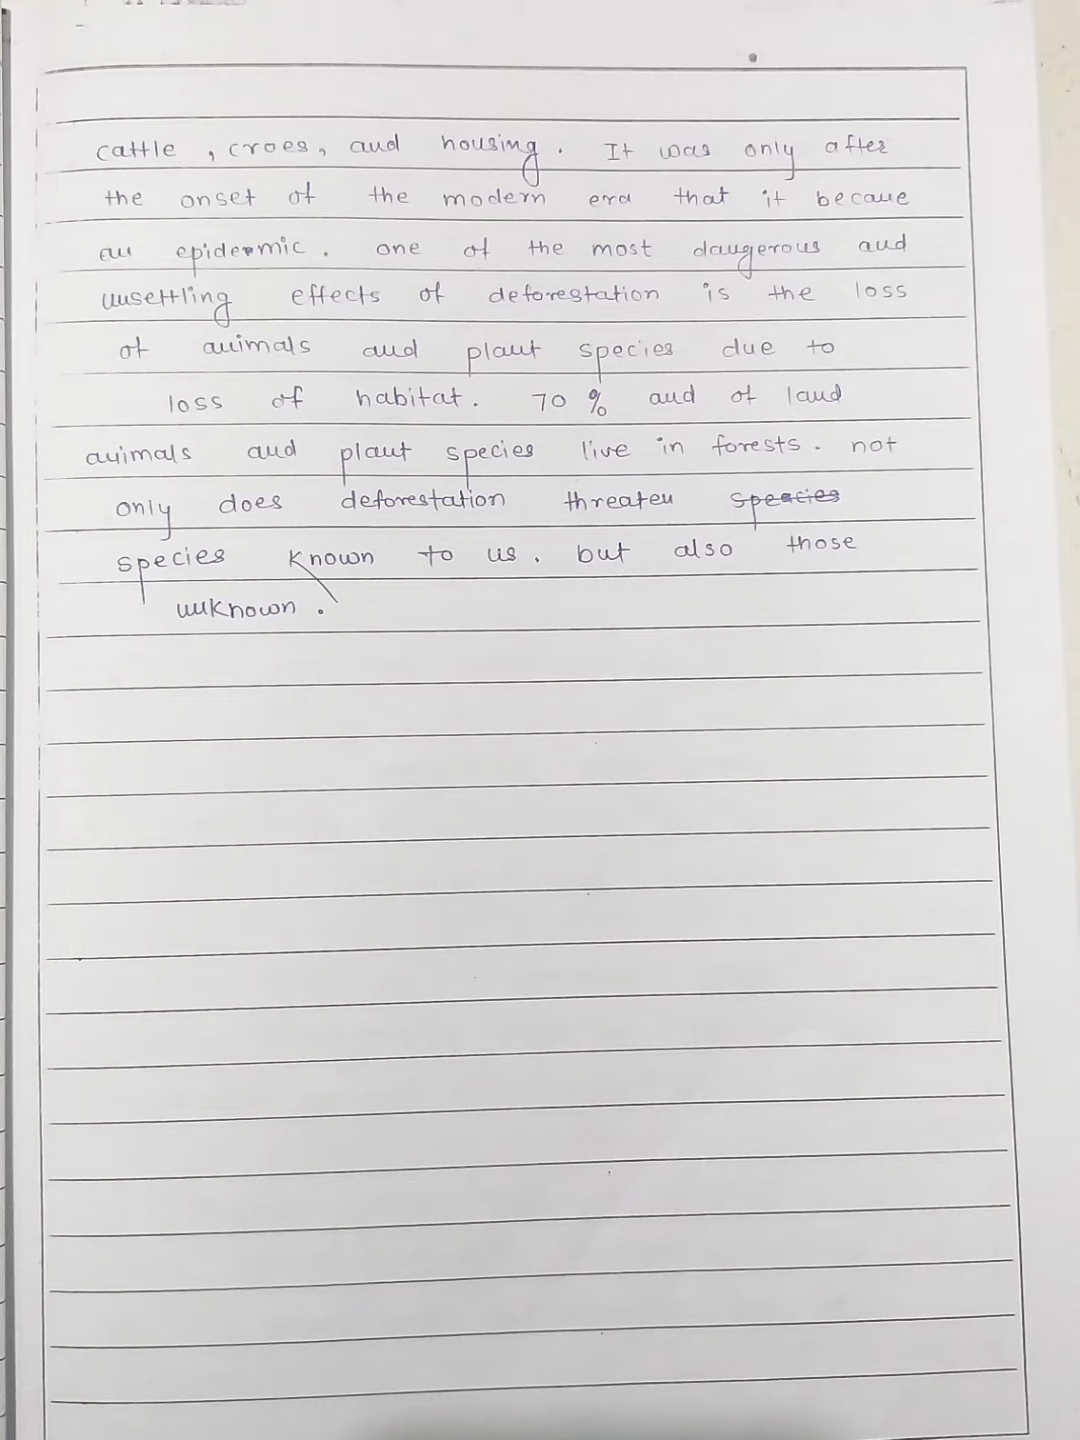 cattle , croes, and housing . It was only after
the onset of the modern era that it becaue
an epidemic . one of the most dangerous and
unsettling effects of deforestation is the loss
of animals and plant species due to
loss of habitat. 70 % and of land
animals and plant species live in forests . not
only does deforestation threaten speacies
species known to us . but also those
unknown .